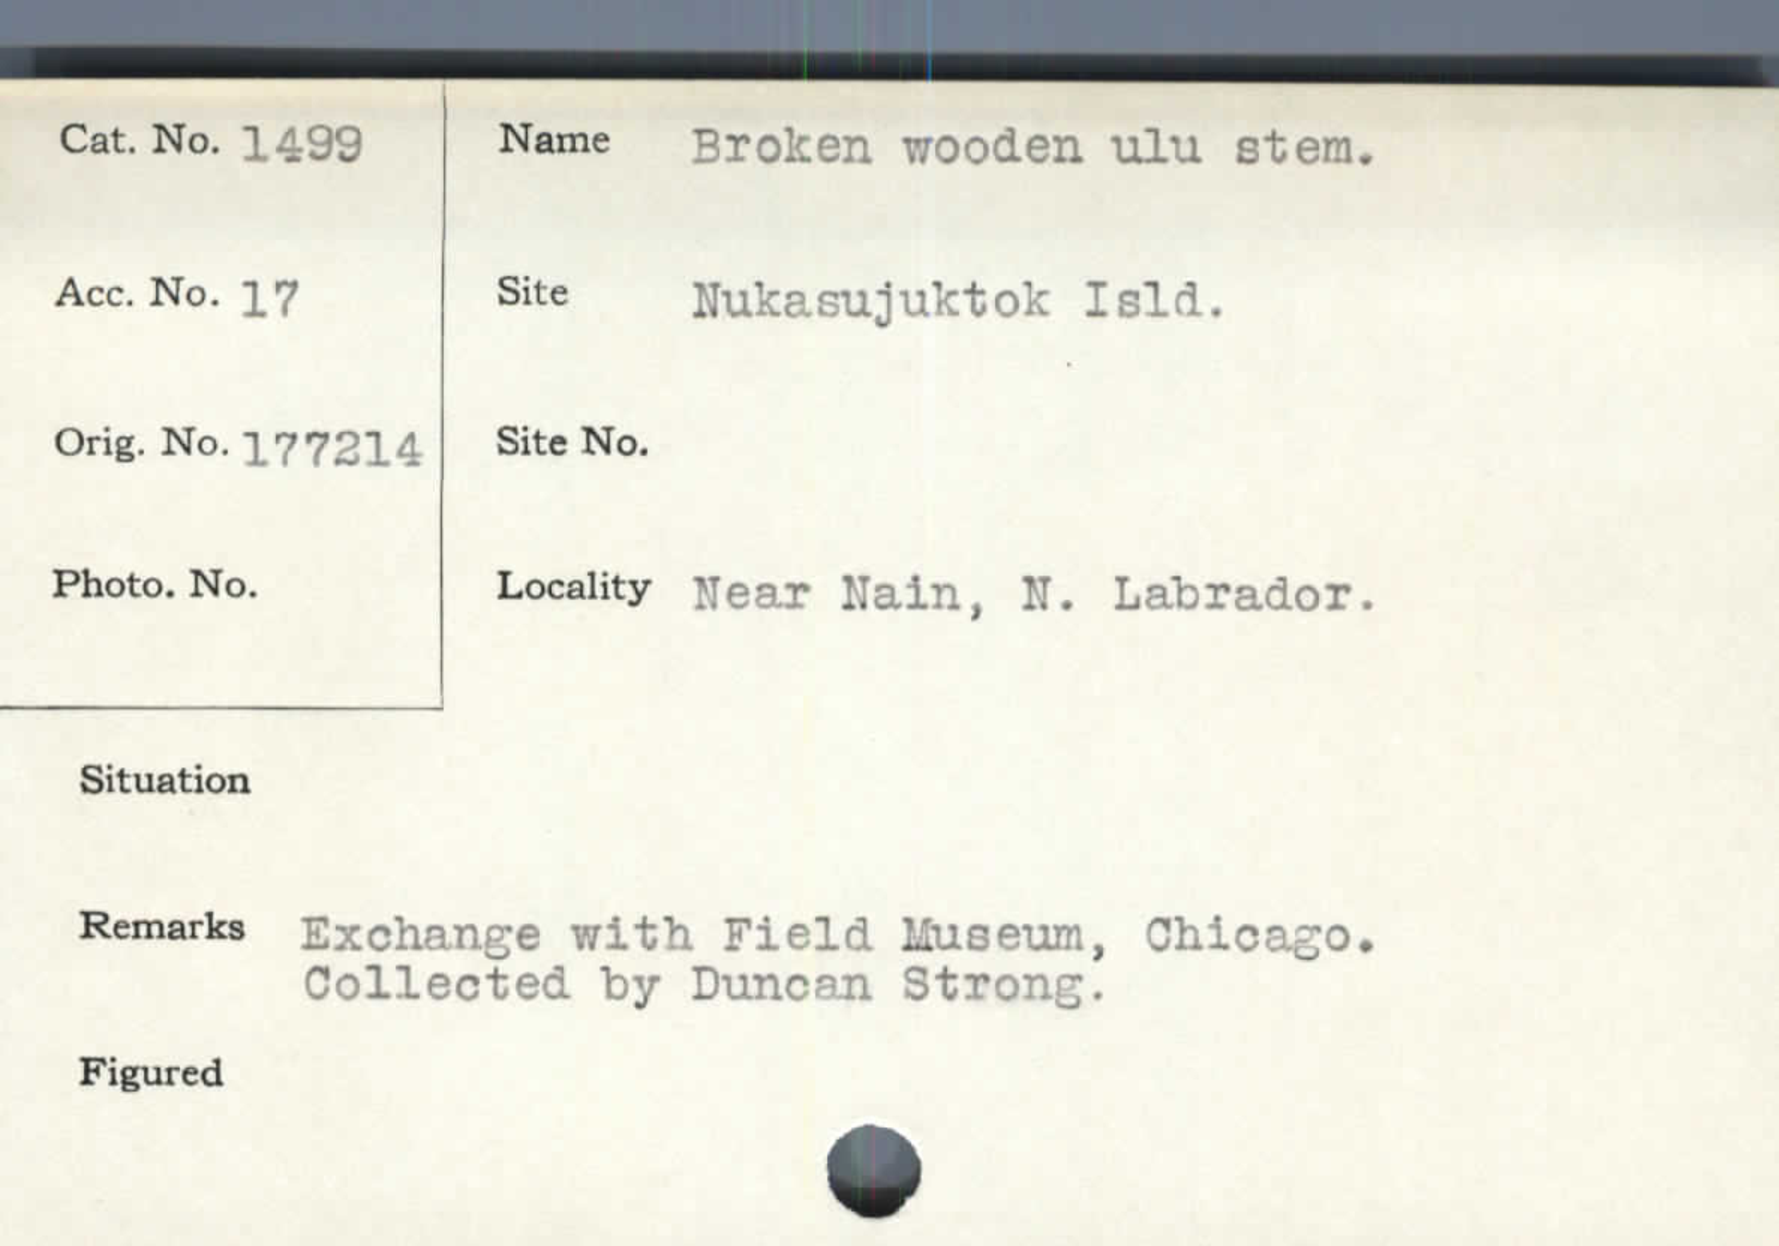 Cat. No. 1499
Name Broken wooden ulu stem.
Acc. No. 17
Site Nukasujuktok Isld.
Orig. No. 177214
Site No.
Photo. No.
Locality Near Nain, N. Labrador.
Situation
Remarks Exchange with Field Museum, Chicago.
Collected by Duncan Strong.
Figured